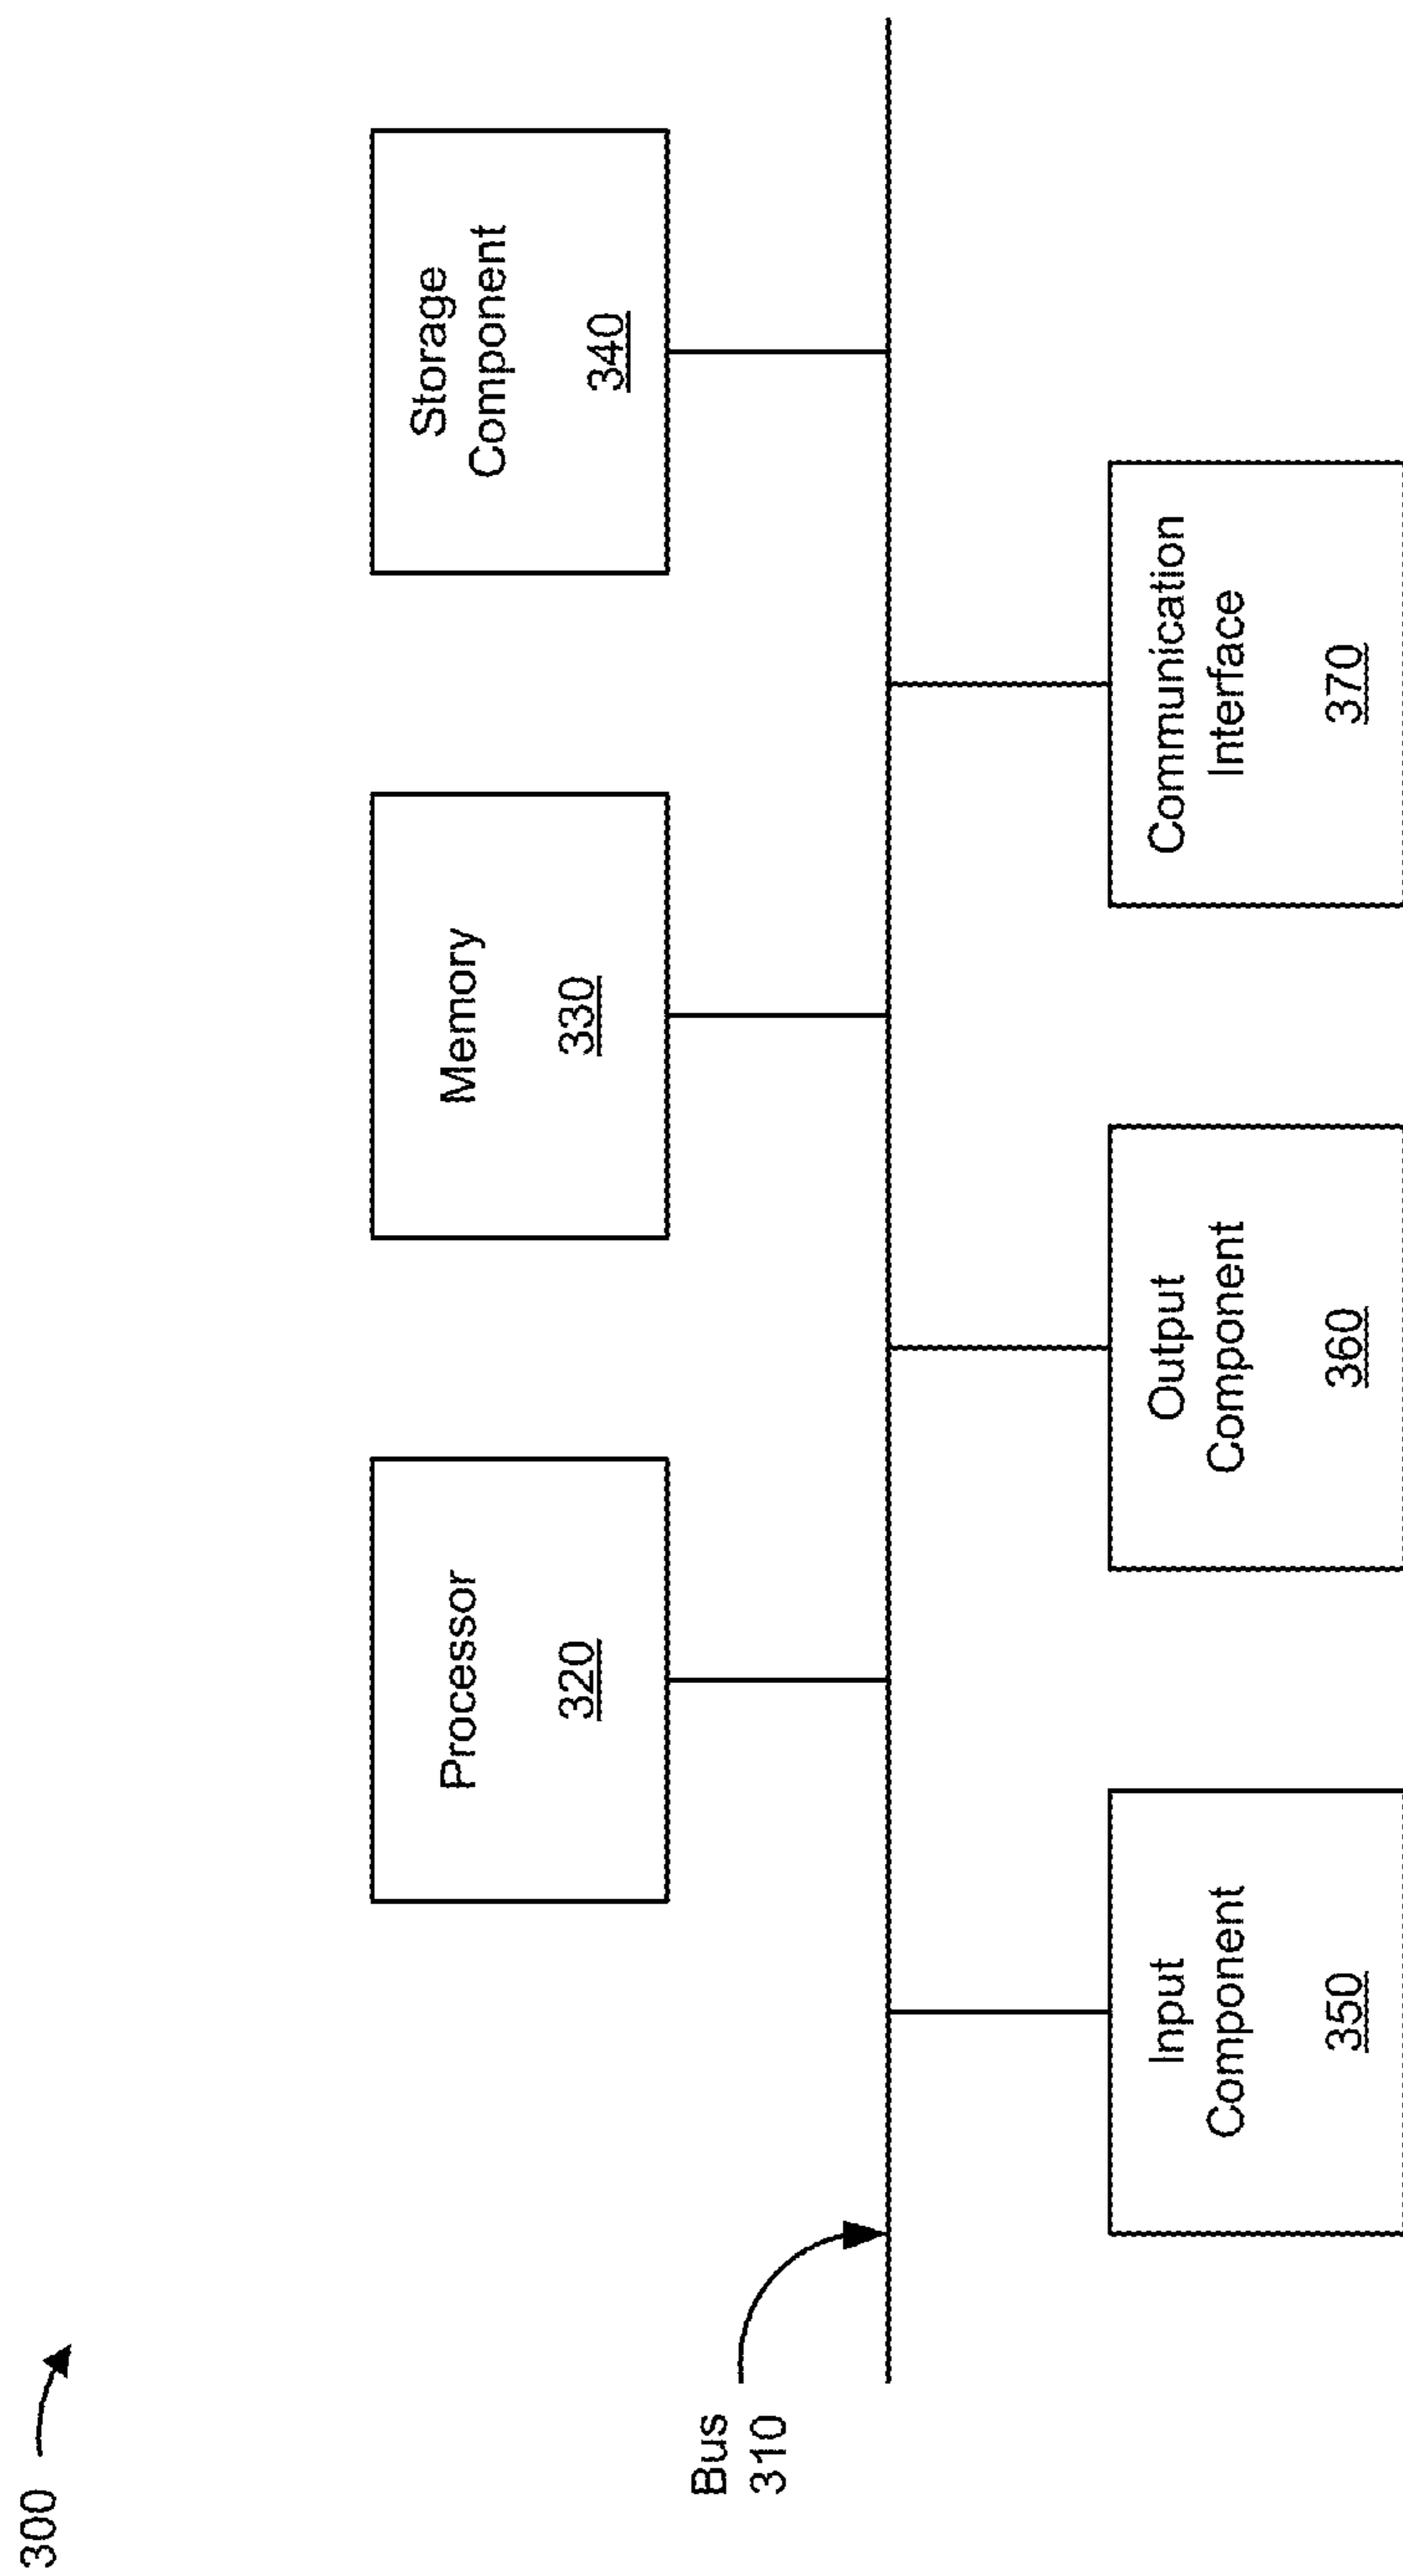 300
Bus
310
Processor
320
Memory
330
Storage
Component
340
Input
Component
350
Output
Component
360
Communication
Interface
370